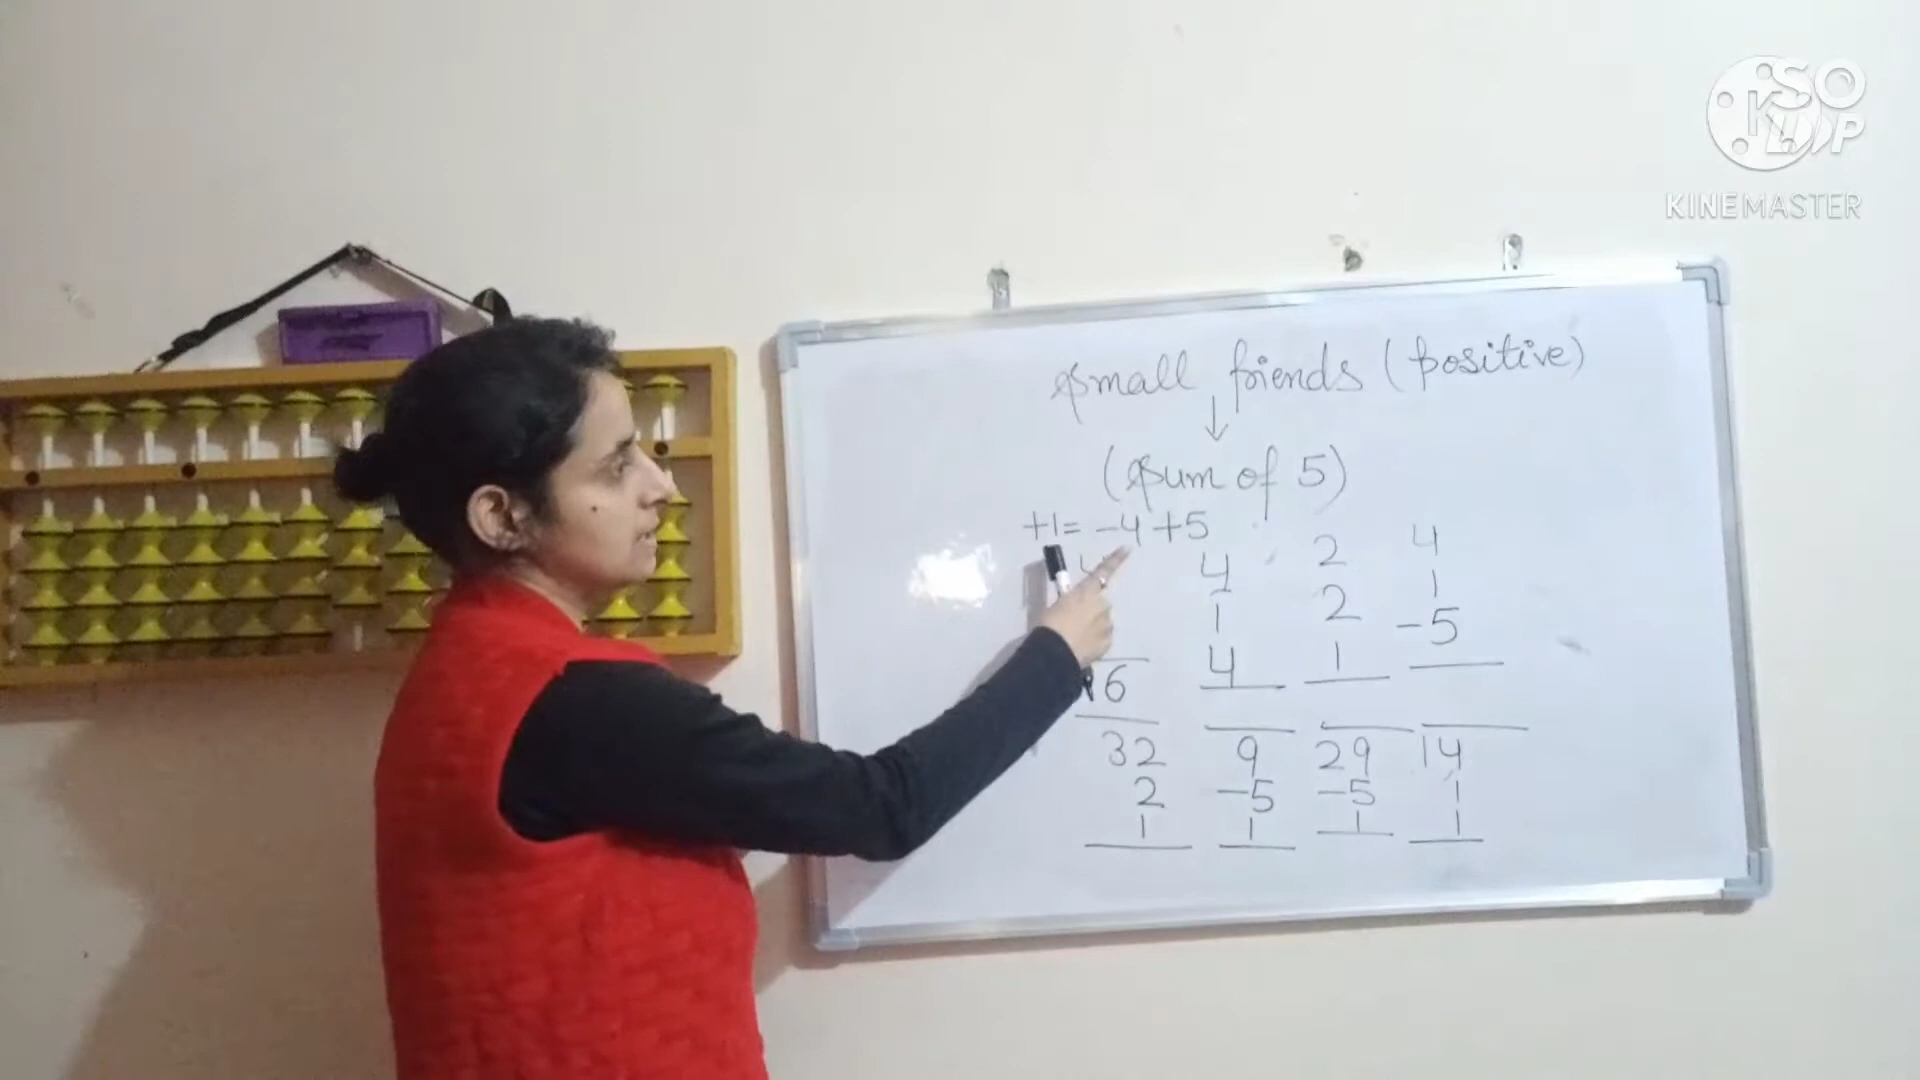 Small friends (positive)
↓
(Sum of 5)
+1= -4+5
4 2 4
1 2 1
4 1 -5
6
32 9 29 14
2 -5 -5 1
1 1 1 1
KINEMASTER